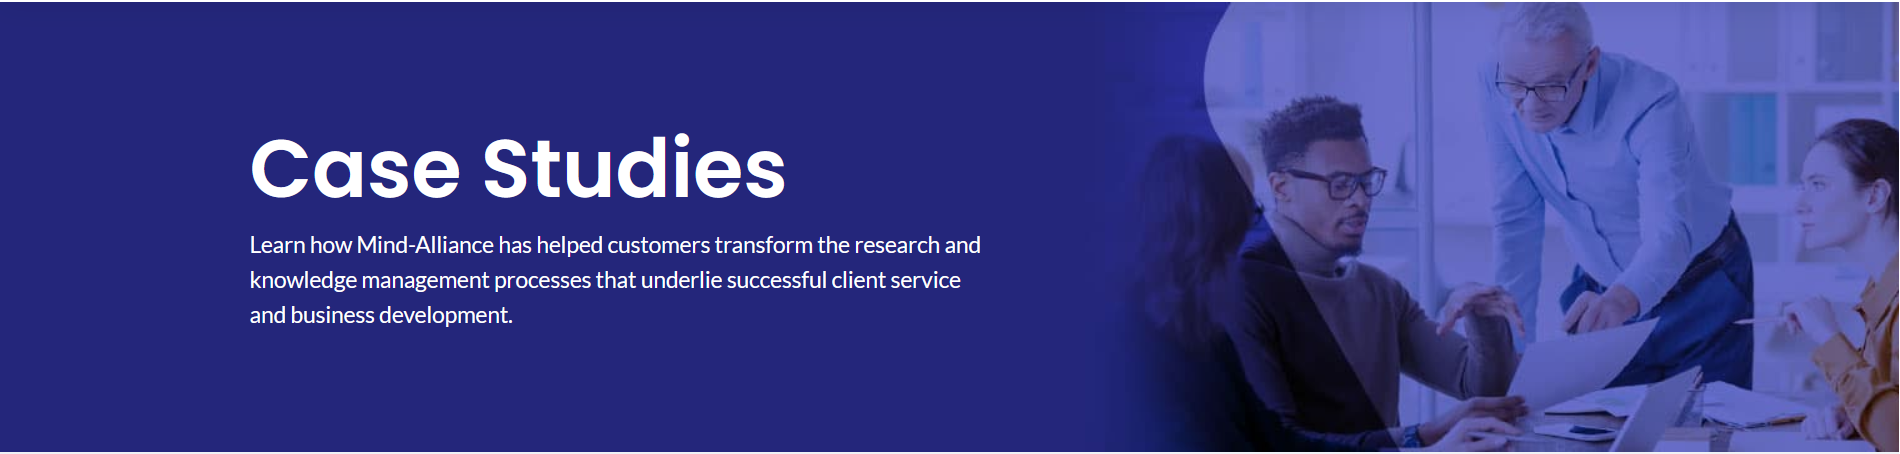 Case Studies
Learn how Mind-Alliance has helped customers transform the research and
knowledge management processes that underlie successful client service
and business development.